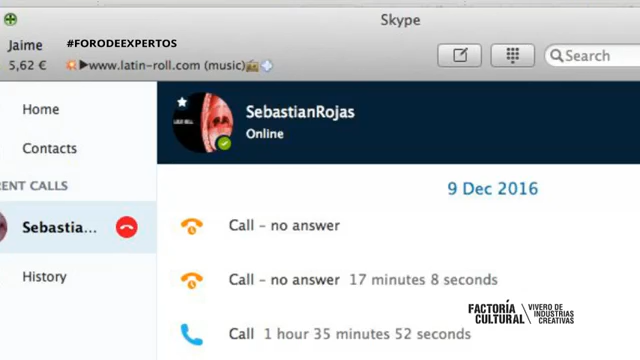 Skype
Jaime
#FORODEEXPERTOS
5,62 €
www.latin-roll.com (music)
Search
Home
Contacts
ENT CALLS
Sebastia...
History
SebastianRojas
Online
9 Dec 2016
Call – no answer
Call – no answer 17 minutes 8 seconds
Call 1 hour 35 minutes 52 seconds
FACTORÍA
CULTURAL
VIVERO DE
INDUSTRIAS
CREATIVAS